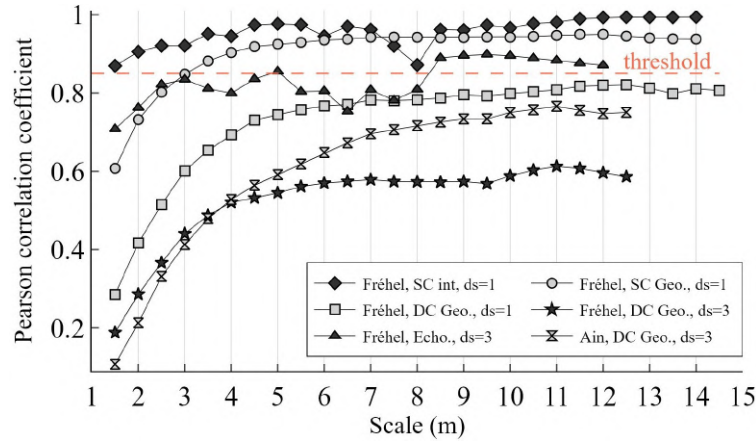 Pearson correlation coefficient
1
0.8
0.6
0.4
0.2
threshold
Fréhel, SC int, ds=1
Fréhel, SC Geo., ds=1
Fréhel, DC Geo., ds=1
Fréhel, DC Geo., ds=3
Fréhel, Echo., ds=3
Ain, DC Geo., ds=3
1 2 3 4 5 6 7 8 9 10 11 12 13 14 15
Scale (m)